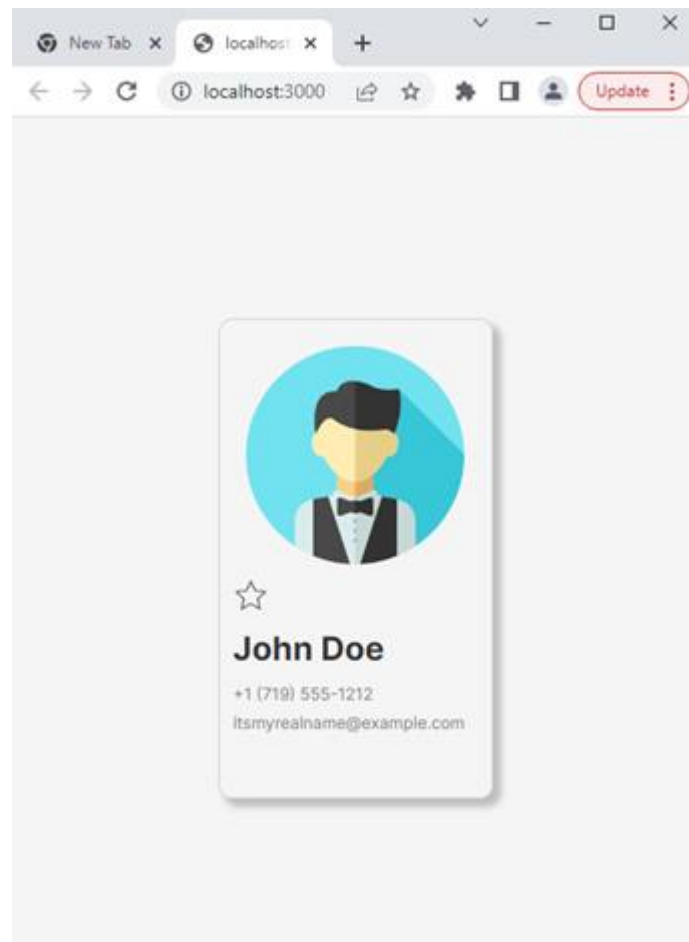 New Tab
localhost
localhost:3000
Update
John Doe
+1 (719) 555-1212
itsmyrealname@example.com